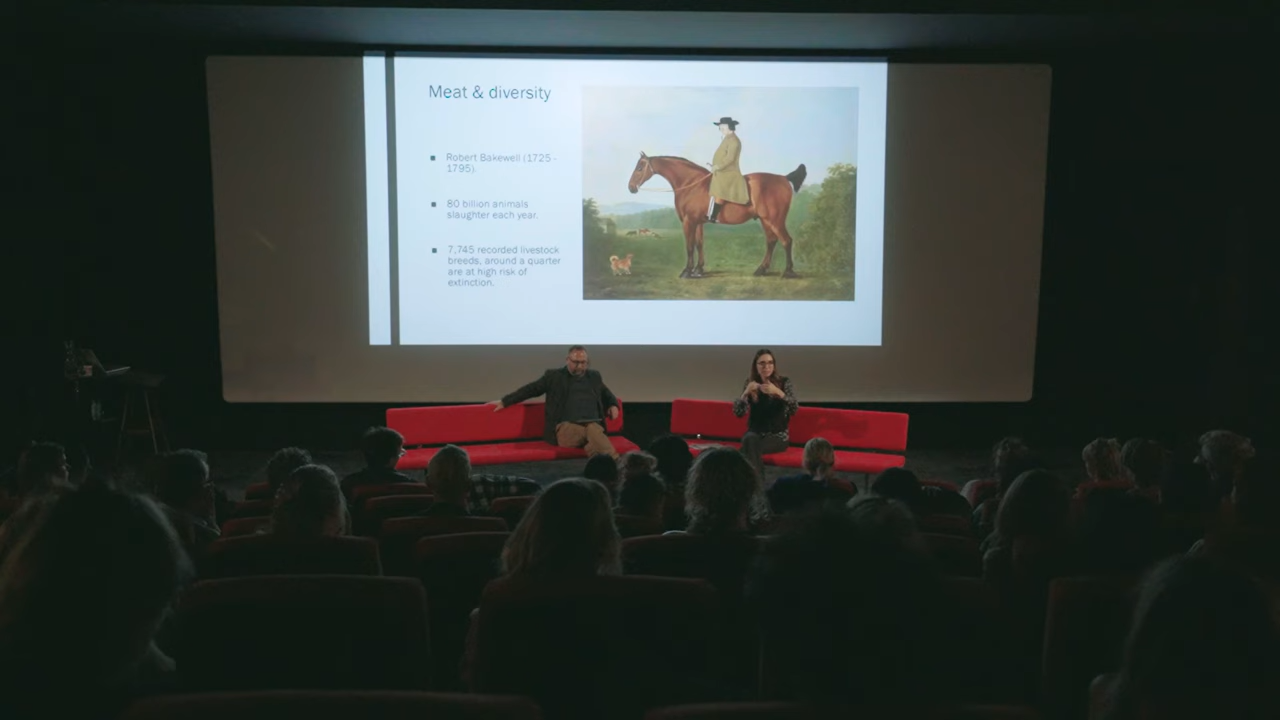 Meat & diversity
Robert Bakewell (1725 -
1795)
80 billion animals
slaughter each year.
7,745 recorded livestock
breeds, around a quarter
are at high risk of
extinction.